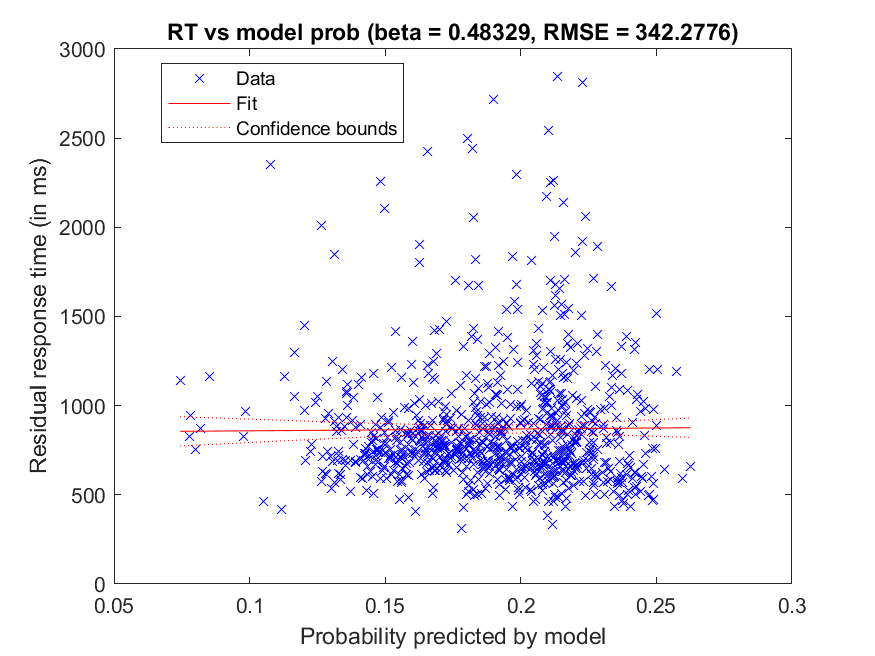 RT vs model prob (beta = 0.48329, RMSE = 342.2776)
Data
Fit
Confidence bounds
3000
2500
2000
1500
1000
500
0
Residual response time (in ms)
0.05 0.1 0.15 0.2 0.25 0.3
Probability predicted by model